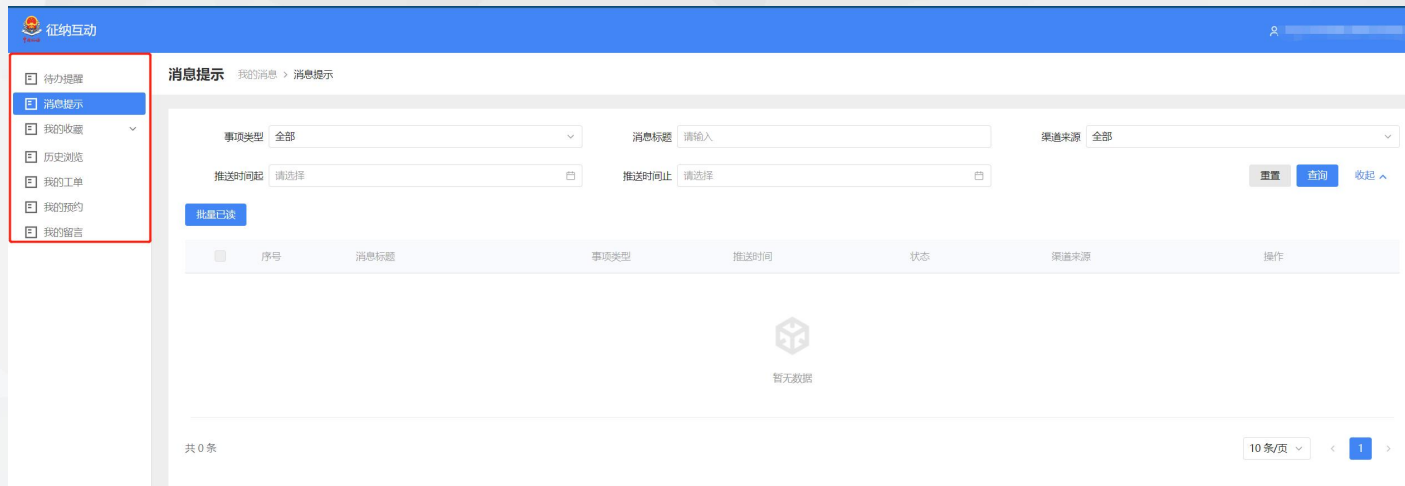 征纳互动
待办提醒
消息提示
我的收藏
历史浏览
我的工单
我的预约
我的留言
消息提示 我的消息 > 消息提示
事项类型 全部 消息标题 请输入 渠道来源 全部
推送时间起 请选择 推送时间止 请选择 重置 查询 收起
批量已读
序号 消息标题 事项类型 推送时间 状态 渠道来源 操作
暂无数据
共 0 条 10 条/页 < 1 >